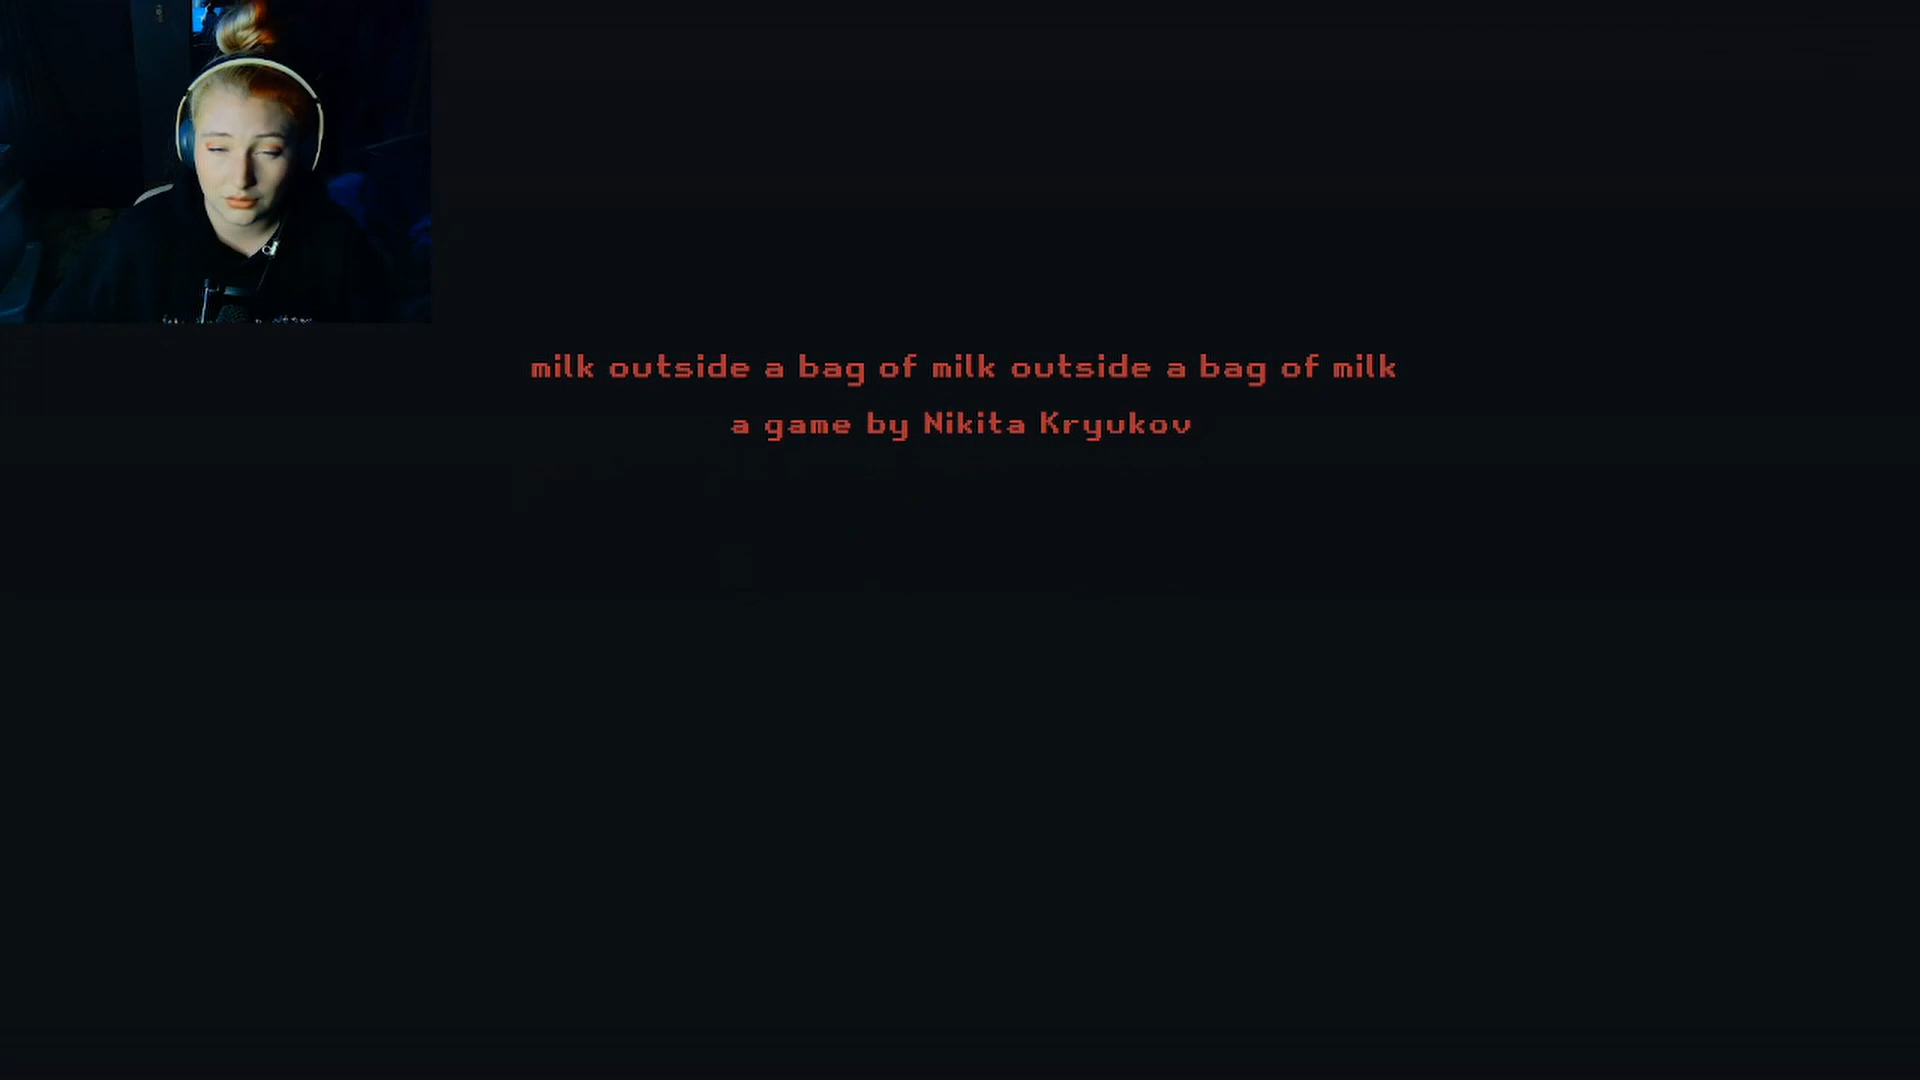 milk outside a bag of milk outside a bag of milk
a game by Nikita Kryukov